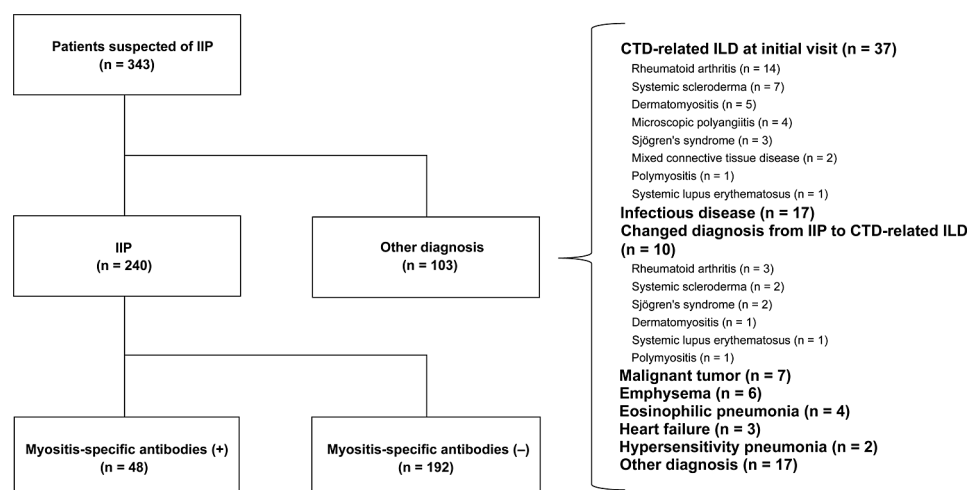 Patients suspected of IIP
(n = 343)
IIP
(n = 240)
Other diagnosis
(n = 103)
Myositis-specific antibodies (+)
(n = 48)
Myositis-specific antibodies (–)
(n = 192)
CTD-related ILD at initial visit (n = 37)
Rheumatoid arthritis (n = 14)
Systemic scleroderma (n = 7)
Dermatomyositis (n = 5)
Microscopic polyangiitis (n = 4)
Sjögren's syndrome (n = 3)
Mixed connective tissue disease (n = 2)
Polymyositis (n = 1)
Systemic lupus erythematosus (n = 1)
Infectious disease (n = 17)
Changed diagnosis from IIP to CTD-related ILD
(n = 10)
Rheumatoid arthritis (n = 3)
Systemic scleroderma (n = 2)
Sjögren's syndrome (n = 2)
Dermatomyositis (n = 1)
Systemic lupus erythematosus (n = 1)
Polymyositis (n = 1)
Malignant tumor (n = 7)
Emphysema (n = 6)
Eosinophilic pneumonia (n = 4)
Heart failure (n = 3)
Hypersensitivity pneumonia (n = 2)
Other diagnosis (n = 17)